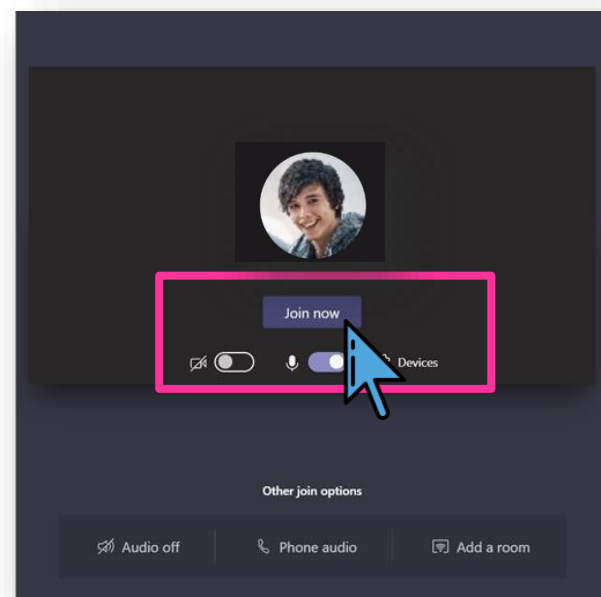 Join now
Devices
Other join options
Audio off
Phone audio
Add a room